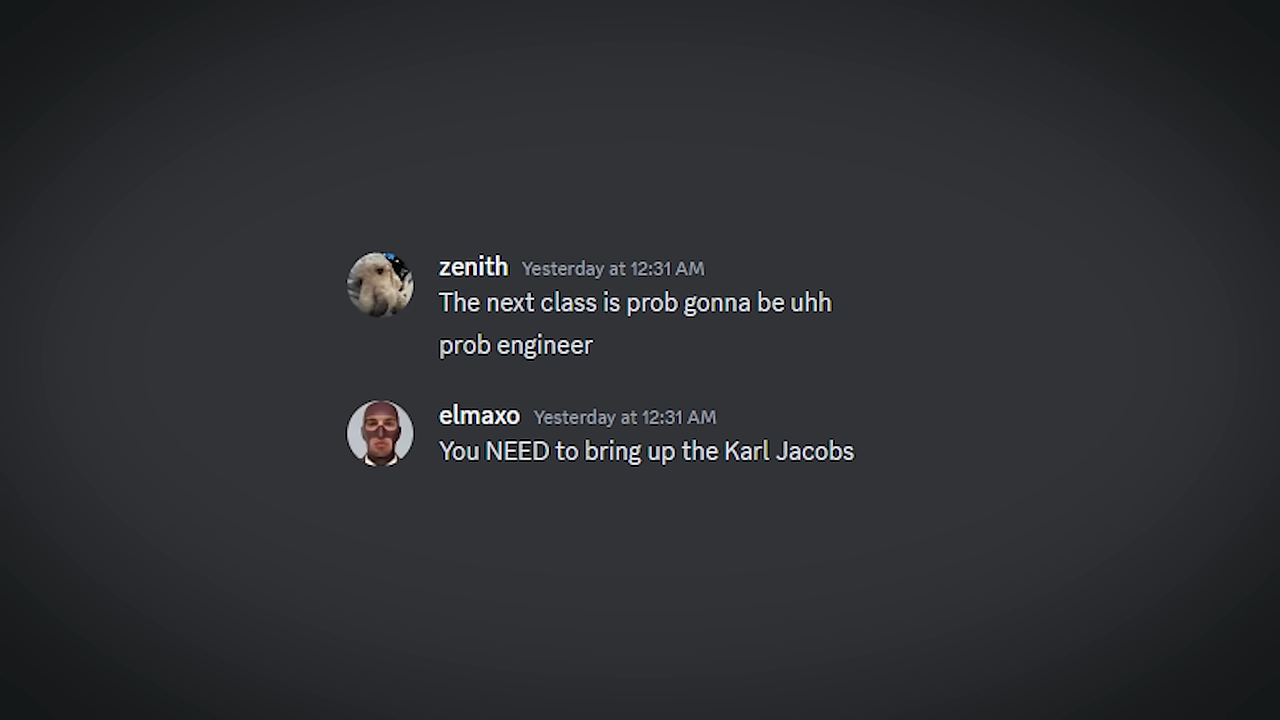 zenith Yesterday at 12:31 AM
The next class is prob gonna be uhh
prob engineer
elmaxo Yesterday at 12:31 AM
You NEED to bring up the Karl Jacobs